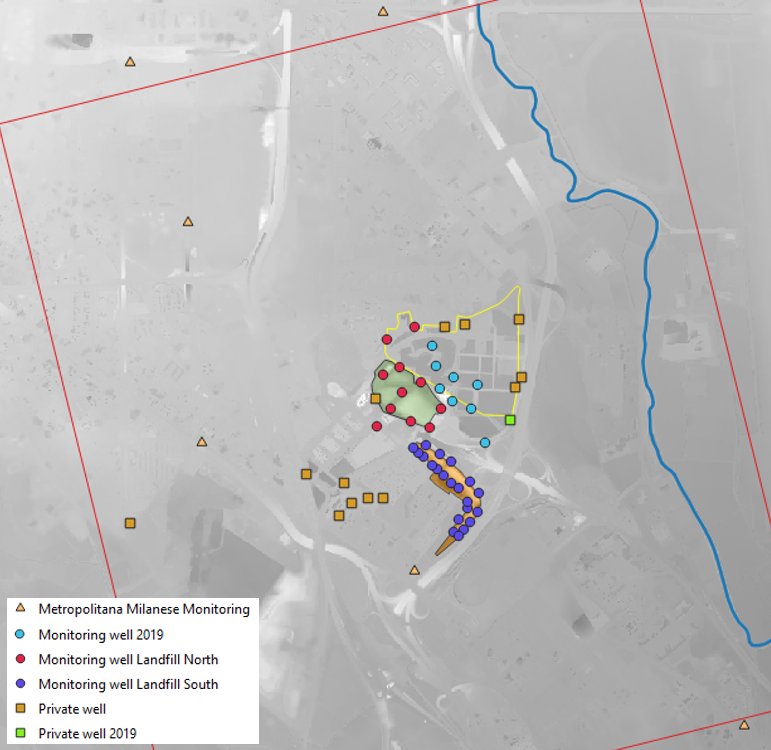 Metropolitana Milanese Monitoring
Monitoring well 2019
Monitoring well Landfill North
Monitoring well Landfill South
Private well
Private well 2019